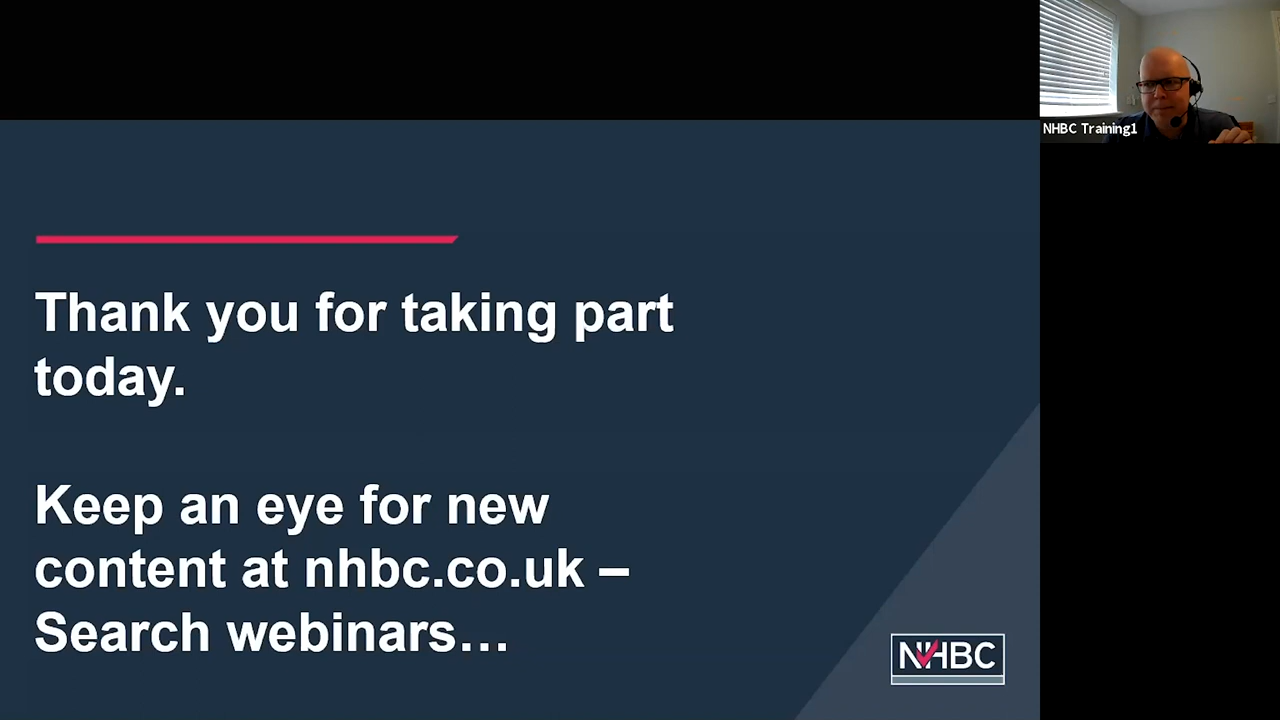 NHBC Training1
Thank you for taking part
today.
Keep an eye for new
content at nhbc.co.uk –
Search webinars…
NHBC